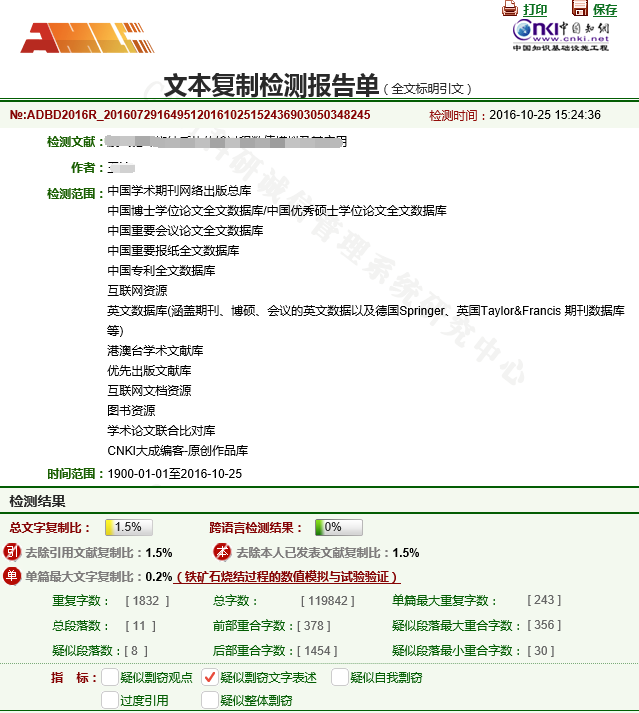 打印 保存
AMLC
CNKI 中国知网
www.cnki.net
中国知识基础设施工程
文本复制检测报告单(全文标明引文)
№:ADBD2016R_2016072916495120161025152436903050348245 检测时间:2016-10-25 15:24:36
检测文献:
作者:
检测范围:中国学术期刊网络出版总库
中国博士学位论文全文数据库/中国优秀硕士学位论文全文数据库
中国重要会议论文全文数据库
中国重要报纸全文数据库
中国专利全文数据库
互联网资源
英文数据库(涵盖期刊、博硕、会议的英文数据以及德国Springer、英国Taylor&Francis 期刊数据库
等)
港澳台学术文献库
优先出版文献库
互联网文档资源
图书资源
学术论文联合比对库
CNKI大成编客-原创作品库
时间范围:1900-01-01至2016-10-25
科研诚信管理系统研究中心
检测结果
总文字复制比: 1.5% 跨语言检测结果: 0%
引 去除引用文献复制比:1.5% 本 去除本人已发表文献复制比:1.5%
单 单篇最大文字复制比:0.2%(铁矿石烧结过程的数值模拟与试验验证)
重复字数: [ 1832 ] 总字数: [ 119842 ] 单篇最大重复字数: [ 243 ]
总段落数: [ 11 ] 前部重合字数:[ 378 ] 疑似段落最大重合字数: [ 356 ]
疑似段落数:[ 8 ] 后部重合字数:[ 1454 ] 疑似段落最小重合字数: [ 30 ]
指 标: 疑似剽窃观点 疑似剽窃文字表述 疑似自我剽窃
过度引用 疑似整体剽窃